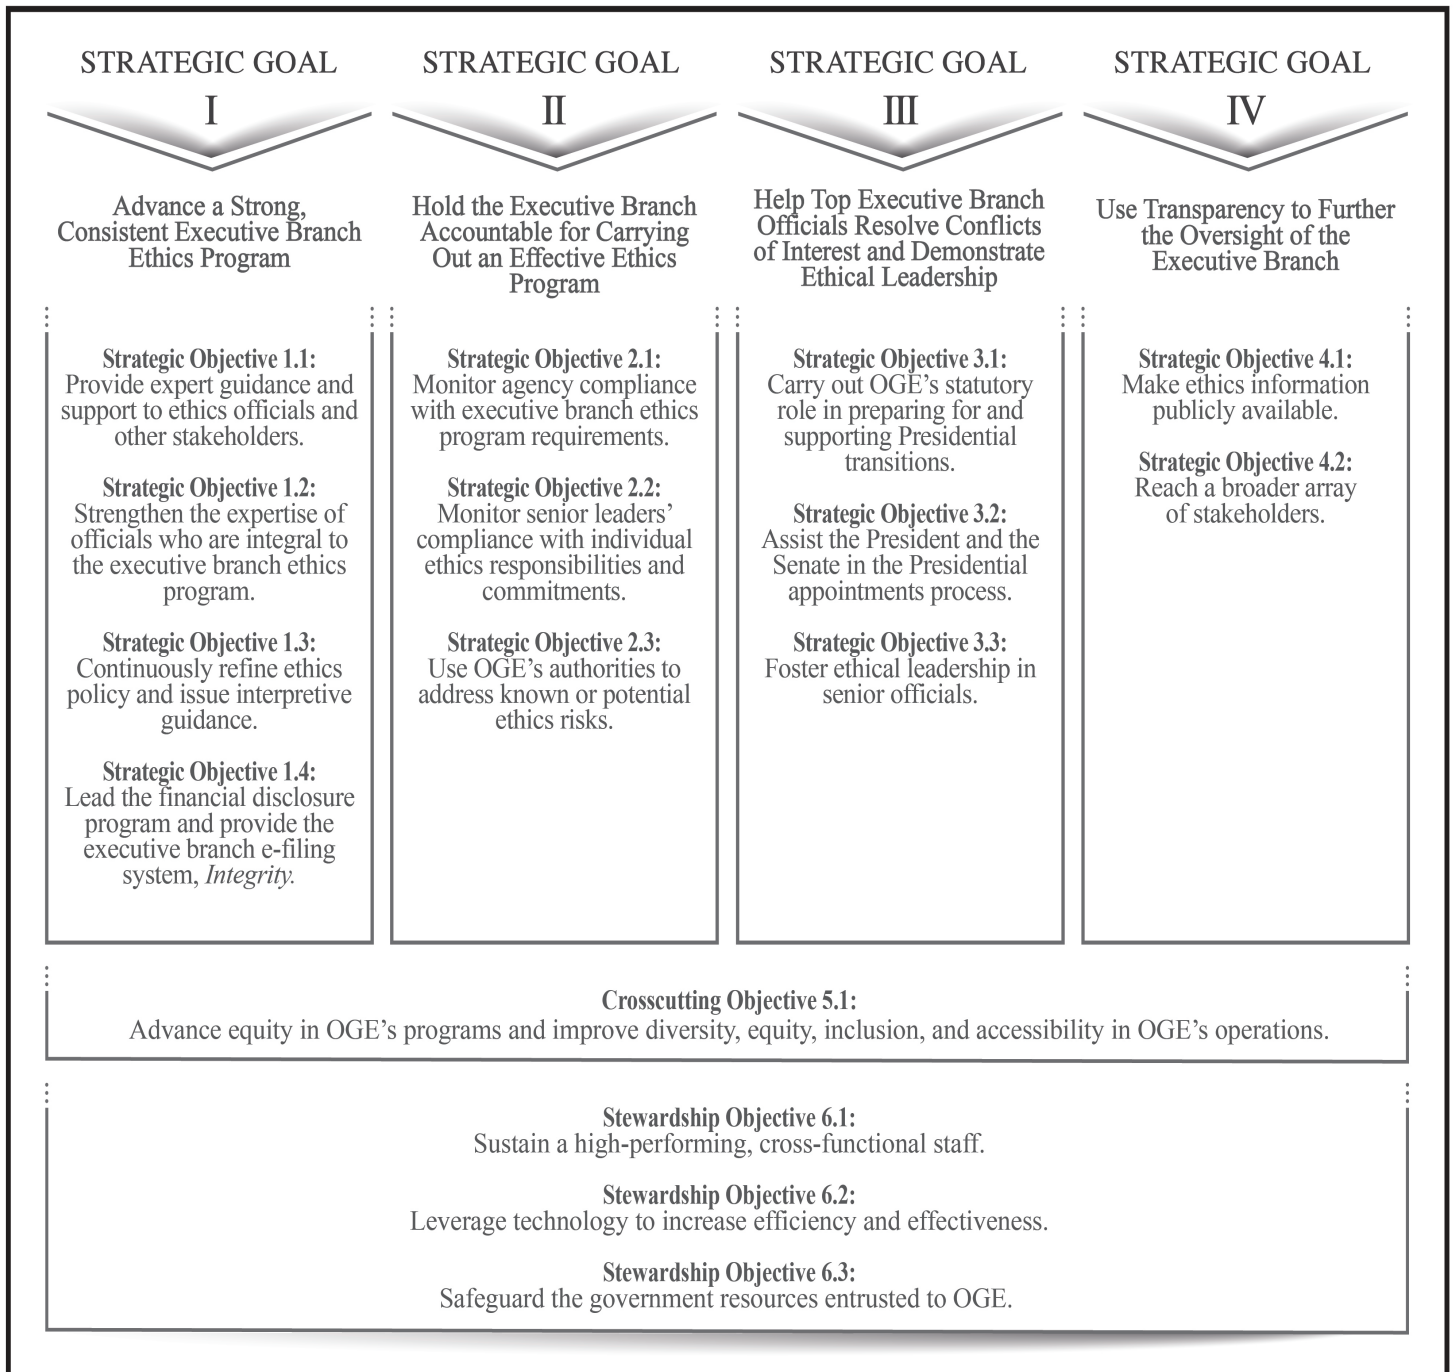 STRATEGIC GOAL
I
Advance a Strong,
Consistent Executive Branch
Ethics Program
Strategic Objective 1.1:
Provide expert guidance and
support to ethics officials and
other stakeholders.
Strategic Objective 1.2:
Strengthen the expertise of
officials who are integral to
the executive branch ethics
program.
Strategic Objective 1.3:
Continuously refine ethics
policy and issue interpretive
guidance.
Strategic Objective 1.4:
Lead the financial disclosure
program and provide the
executive branch e-filing
system, Integrity.
STRATEGIC GOAL
II
Hold the Executive Branch
Accountable for Carrying
Out an Effective Ethics
Program
Strategic Objective 2.1:
Monitor agency compliance
with executive branch ethics
program requirements.
Strategic Objective 2.2:
Monitor senior leaders’
compliance with individual
ethics responsibilities and
commitments.
Strategic Objective 2.3:
Use OGE’s authorities to
address known or potential
ethics risks.
STRATEGIC GOAL
III
Help Top Executive Branch
Officials Resolve Conflicts
of Interest and Demonstrate
Ethical Leadership
Strategic Objective 3.1:
Carry out OGE’s statutory
role in preparing for and
supporting Presidential
transitions.
Strategic Objective 3.2:
Assist the President and the
Senate in the Presidential
appointments process.
Strategic Objective 3.3:
Foster ethical leadership in
senior officials.
STRATEGIC GOAL
IV
Use Transparency to Further
the Oversight of the
Executive Branch
Strategic Objective 4.1:
Make ethics information
publicly available.
Strategic Objective 4.2:
Reach a broader array
of stakeholders.
Crosscutting Objective 5.1:
Advance equity in OGE’s programs and improve diversity, equity, inclusion, and accessibility in OGE’s operations.
Stewardship Objective 6.1:
Sustain a high-performing, cross-functional staff.
Stewardship Objective 6.2:
Leverage technology to increase efficiency and effectiveness.
Stewardship Objective 6.3:
Safeguard the government resources entrusted to OGE.